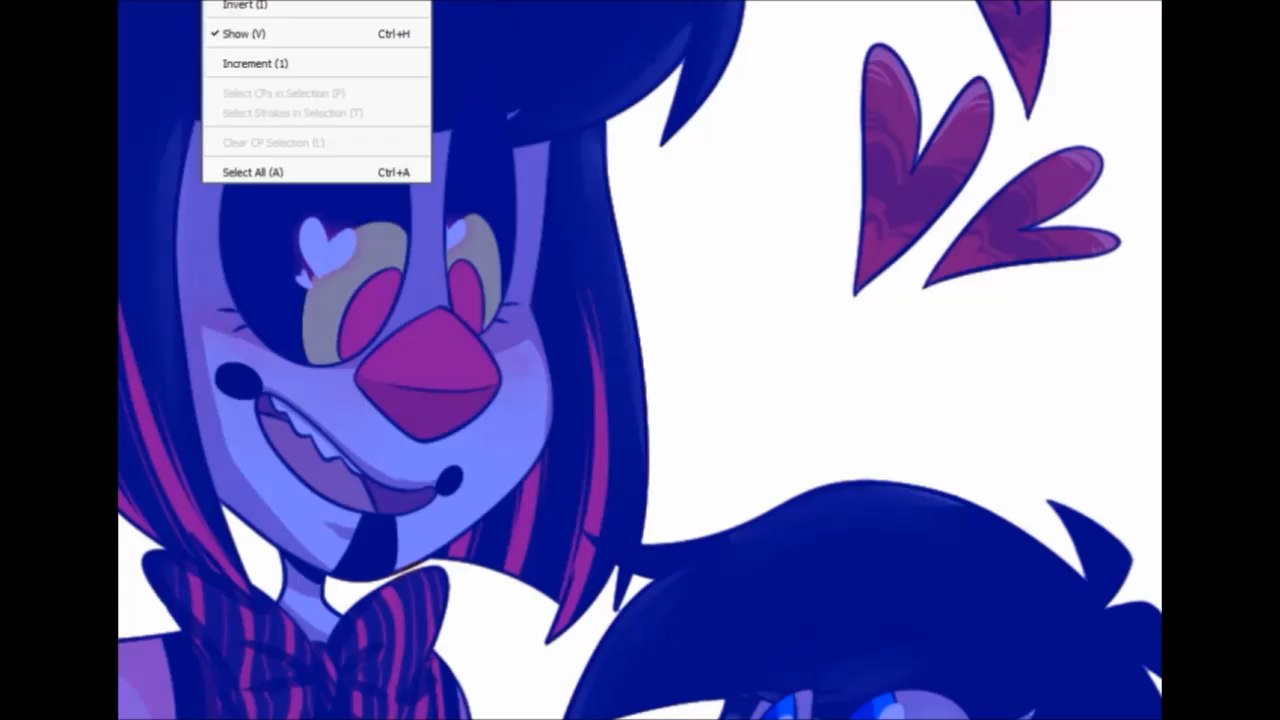 Invert (I)
✓ Show (V) Ctrl+H
Increment (1)
Select CPs in Selection (P)
Select Strokes in Selection (T)
Clear CP Selection (L)
Select All (A) Ctrl+A